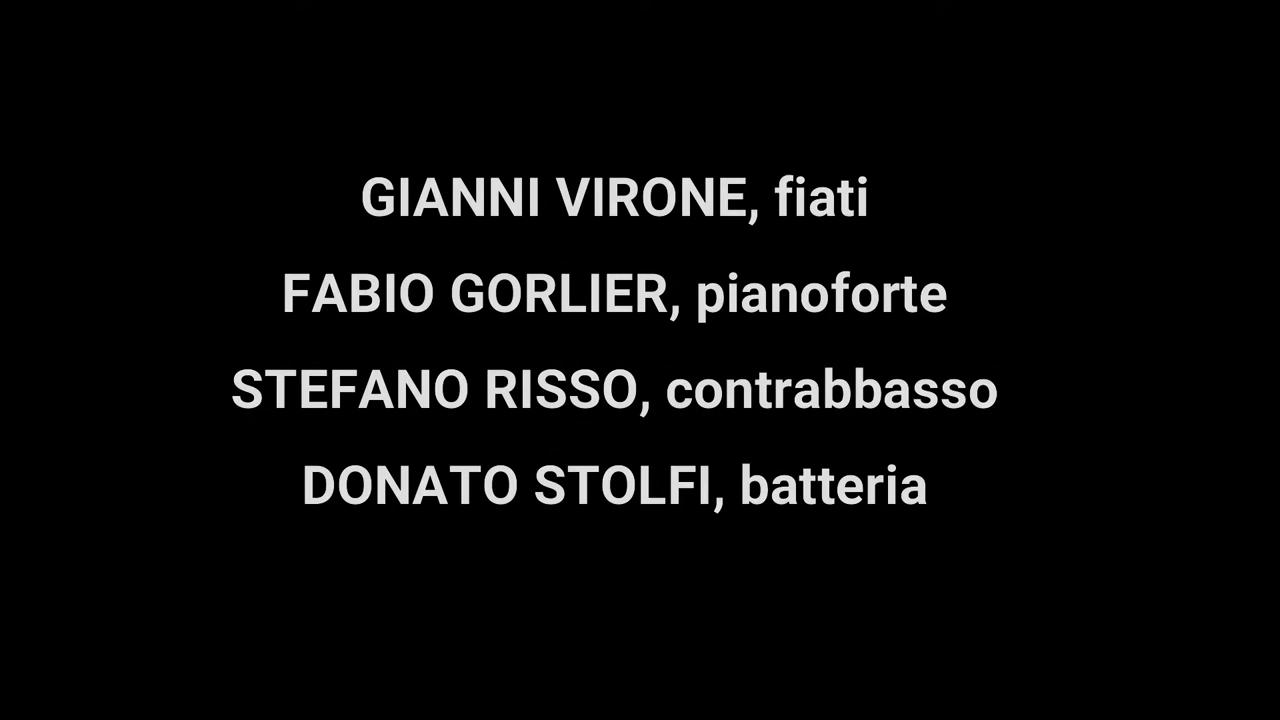 GIANNI VIRONE, fiati
FABIO GORLIER, pianoforte
STEFANO RISSO, contrabbasso
DONATO STOLFI, batteria